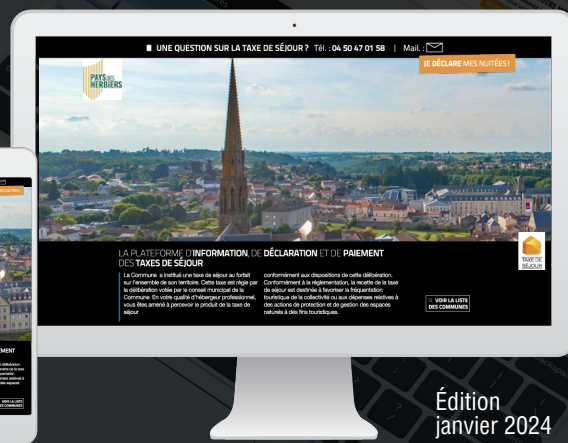 UNE QUESTION SUR LA TAXE DE SÉJOUR ? Tél. : 04 50 47 01 58 | Mail. :
JE DÉCLARE MES NUITÉES !
PAYS DES
HERBIERS
LA PLATEFORME D'INFORMATION, DE DÉCLARATION ET DE PAIEMENT
DES TAXES DE SÉJOUR
La Commune a institué une taxe de séjour au forfait
sur l'ensemble de son territoire. Cette taxe est régie par
la délibération votée par le conseil municipal de la
Commune. En votre qualité d'hébergeur professionnel,
vous êtes amené à percevoir le produit de la taxe de
séjour
conformément aux dispositions de cette délibération.
Conformément à la réglementation, la recette de la taxe
de séjour est destinée à favoriser la fréquentation
touristique de la collectivité ou aux dépenses relatives à
des actions de protection et de gestion des espaces
naturels à des fins touristiques.
TAXE DE
SÉJOUR
VOIR LA LISTE
DES COMMUNES
VOIR LA LISTE
DES COMMUNES
Édition
janvier 2024